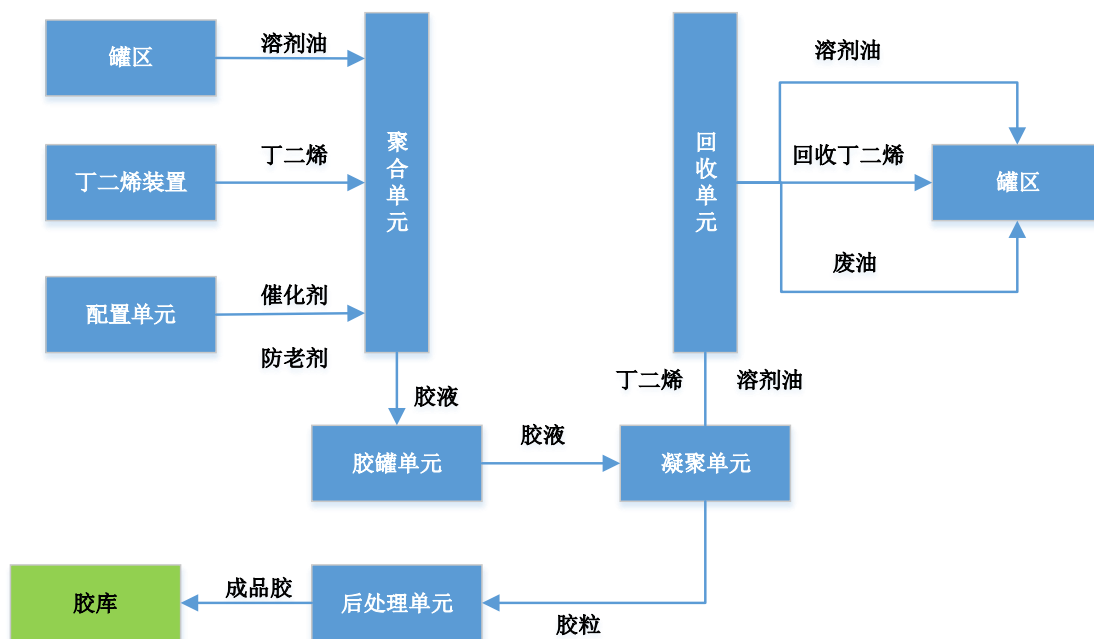 罐区
溶剂油
丁二烯装置
丁二烯
配置单元
催化剂
防老剂
聚合单元
胶液
胶罐单元
胶液
凝聚单元
丁二烯
溶剂油
回收单元
溶剂油
回收丁二烯
废油
罐区
胶粒
后处理单元
成品胶
胶库